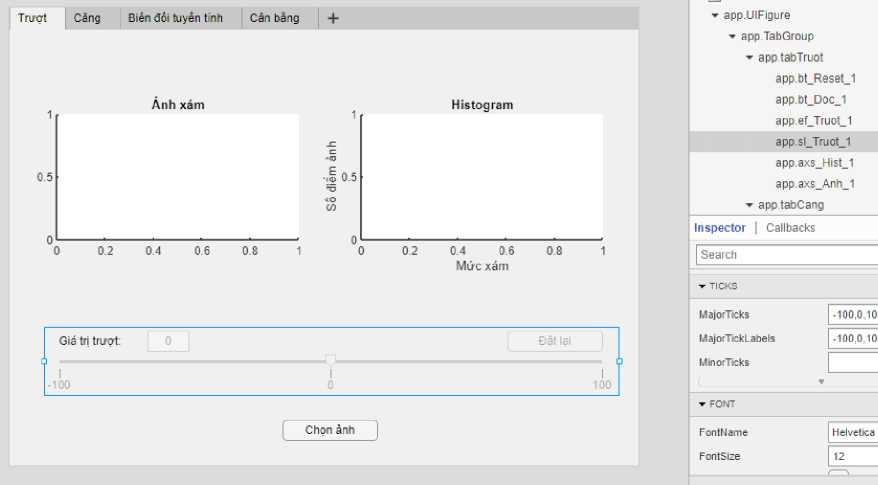 Trượt Căng Biến đổi tuyến tính Cân bằng +
Ảnh xám
1
0.5
0
0 0.2 0.4 0.6 0.8 1
Histogram
Số điểm ảnh
1
0.5
0
0 0.2 0.4 0.6 0.8 1
Mức xám
Giá trị trượt: 0 Đặt lại
-100 0 100
Chọn ảnh
app.UIFigure
app.TabGroup
app.tabTruot
app.bt_Reset_1
app.bt_Doc_1
app.ef_Truot_1
app.sl_Truot_1
app.axs_Hist_1
app.axs_Anh_1
app.tabCang
Inspector | Callbacks
Search
TICKS
MajorTicks -100,0,10
MajorTickLabels -100,0,10
MinorTicks
FONT
FontName Helvetica
FontSize 12